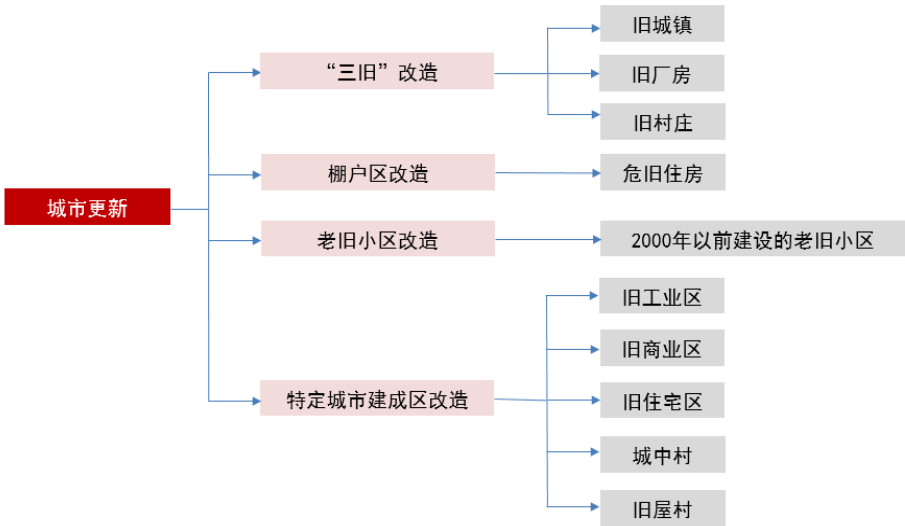 城市更新
“三旧”改造
旧城镇
旧厂房
旧村庄
棚户区改造
危旧住房
老旧小区改造
2000年以前建设的老旧小区
特定城市建成区改造
旧工业区
旧商业区
旧住宅区
城中村
旧屋村